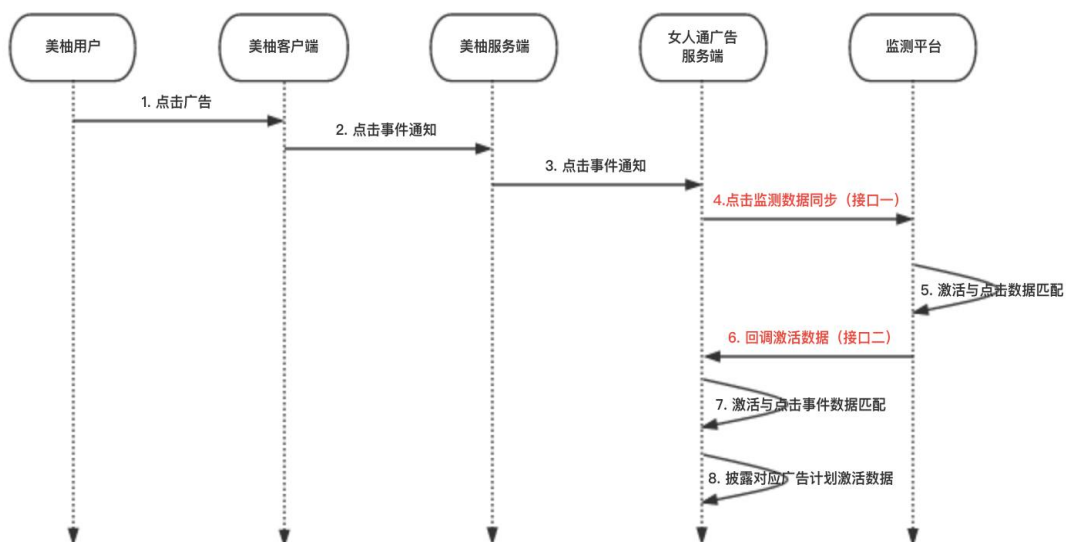 美柚用户
美柚客户端
美柚服务端
女人通广告
服务端
监测平台
1. 点击广告
2. 点击事件通知
3. 点击事件通知
4.点击监测数据同步（接口一）
5. 激活与点击数据匹配
6. 回调激活数据（接口二）
7. 激活与点击事件数据匹配
8. 披露对应广告计划激活数据